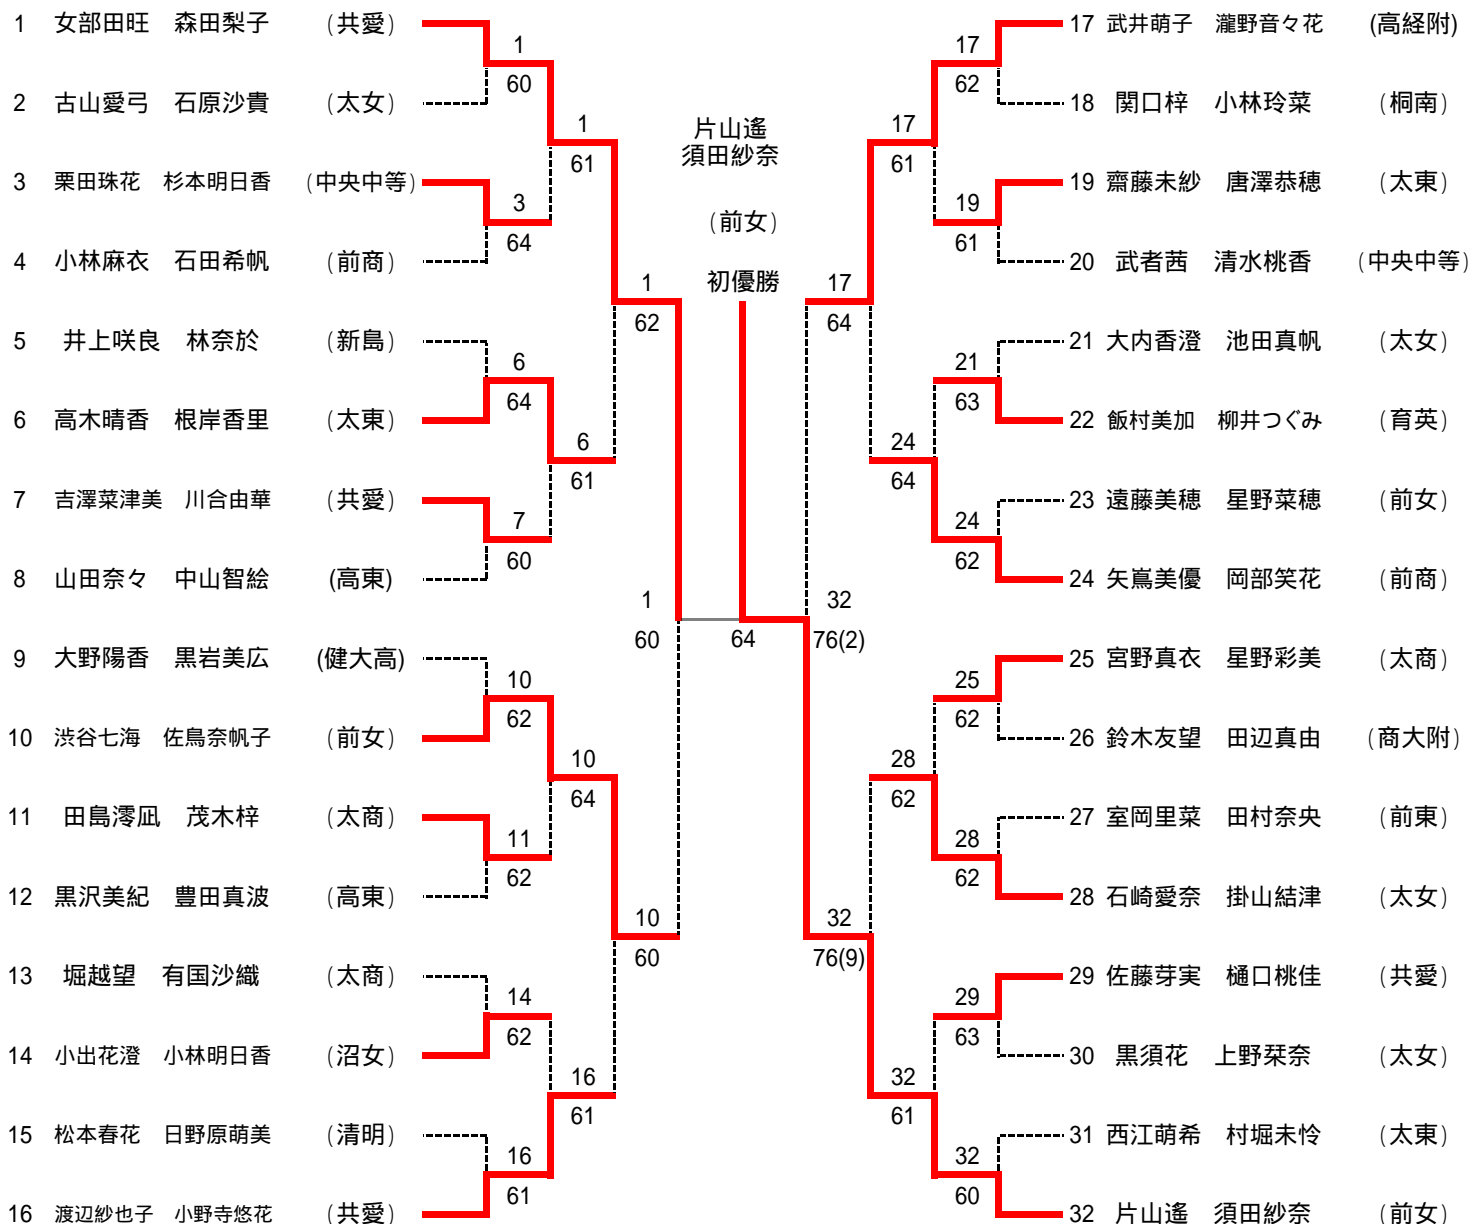 1 女部田旺 森田梨子 (共愛)
2 古山愛弓 石原沙貴 (太女)
3 栗田珠花 杉本明日香 (中央中等)
4 小林麻衣 石田希帆 (前商)
5 井上咲良 林奈於 (新島)
6 高木晴香 根岸香里 (太東)
7 吉澤菜津美 川合由華 (共愛)
8 山田奈々 中山智絵 (高東)
9 大野陽香 黒岩美広 (健大高)
10 渋谷七海 佐鳥奈帆子 (前女)
11 田島澪凪 茂木梓 (太商)
12 黒沢美紀 豊田真波 (高東)
13 堀越望 有国沙織 (太商)
14 小出花澄 小林明日香 (沼女)
15 松本春花 日野原萌美 (清明)
16 渡辺紗也子 小野寺悠花 (共愛)
1
60
3
64
6
64
7
60
10
62
11
62
14
62
16
61
1
61
6
61
10
64
16
61
1
62
10
60
1
60
片山遙
須田紗奈
(前女)
初優勝
64
32
76(2)
17
64
32
76(9)
17
61
24
64
28
62
32
61
17
62
19
61
21
63
24
62
25
62
28
62
29
63
32
60
17 武井萌子 瀧野音々花 (高経附)
18 関口梓 小林玲菜 (桐南)
19 齋藤未紗 唐澤恭穂 (太東)
20 武者茜 清水桃香 (中央中等)
21 大内香澄 池田真帆 (太女)
22 飯村美加 柳井つぐみ (育英)
23 遠藤美穂 星野菜穂 (前女)
24 矢嶌美優 岡部笑花 (前商)
25 宮野真衣 星野彩美 (太商)
26 鈴木友望 田辺真由 (商大附)
27 室岡里菜 田村奈央 (前東)
28 石崎愛奈 掛山結津 (太女)
29 佐藤芽実 樋口桃佳 (共愛)
30 黒須花 上野栞奈 (太女)
31 西江萌希 村堀未怜 (太東)
32 片山遙 須田紗奈 (前女)